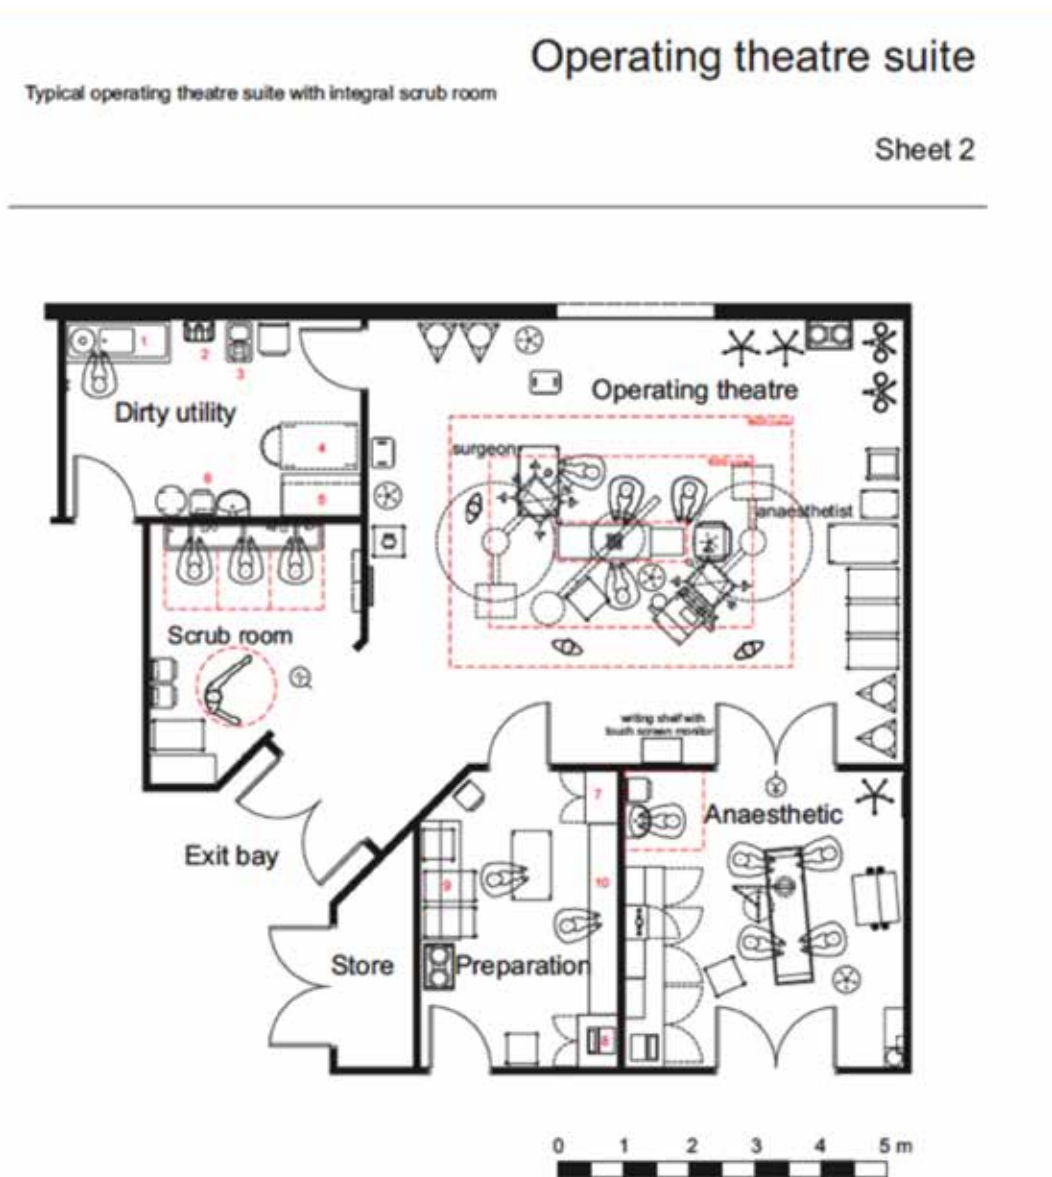 Operating theatre suite
Typical operating theatre suite with integral scrub room
Sheet 2
1
2
3
Dirty utility
4
6
5
Operating theatre
surgeon
anaesthetist
Scrub room
writing shelf with
touch screen monitor
7
Anaesthetic
Exit bay
9
10
Store
Preparation
8
0 1 2 3 4 5 m